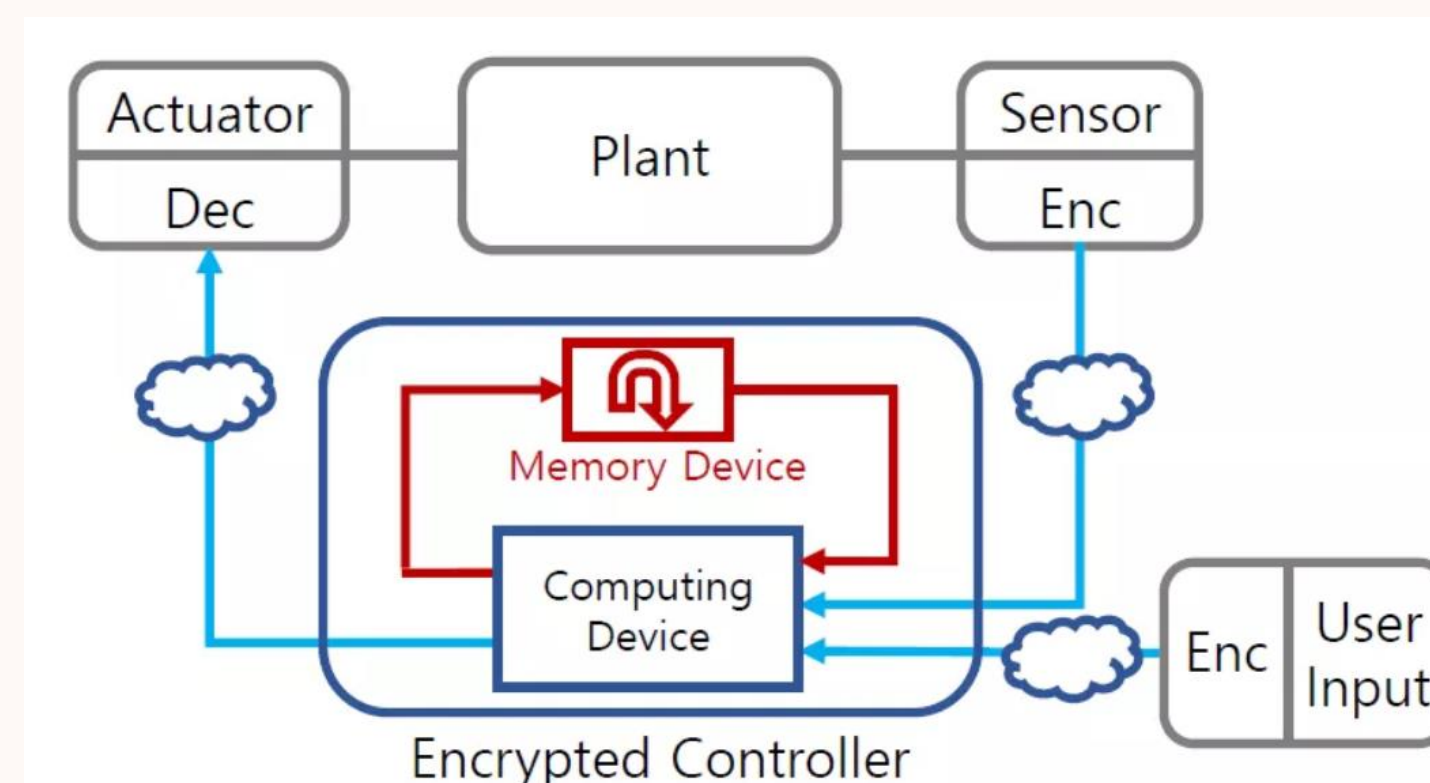 Actuator
Dec
Plant
Sensor
Enc
Memory Device
Computing
Device
Enc
User
Input
Encrypted Controller